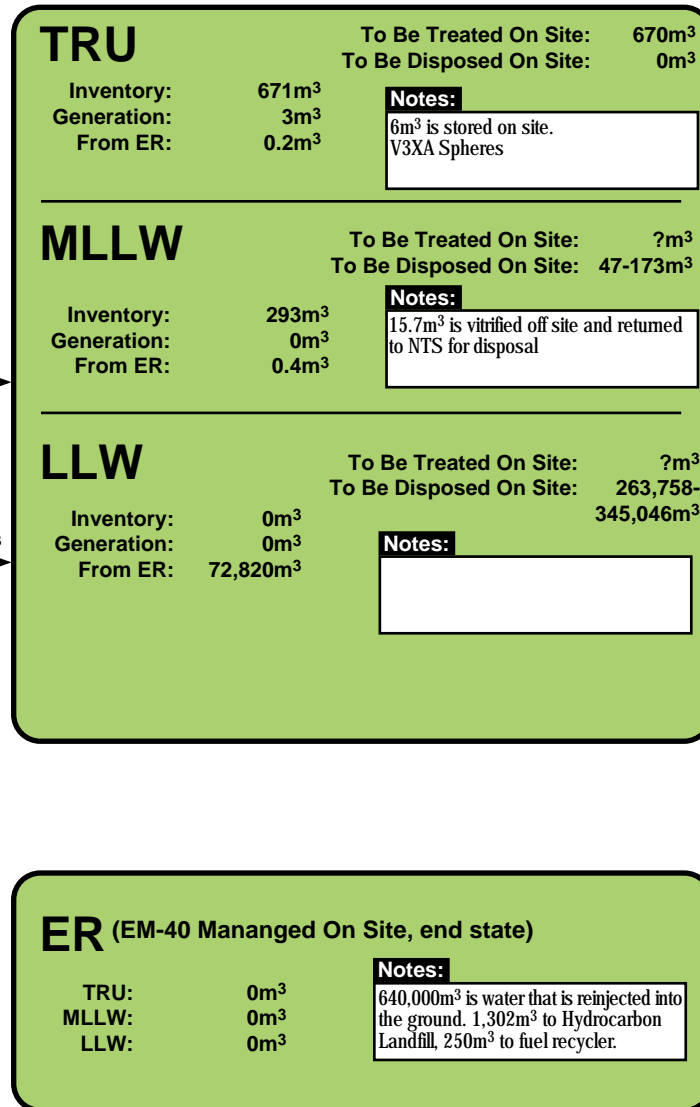 TRU
To Be Treated On Site: 670m³
To Be Disposed On Site: 0m³
Inventory: 671m³
Generation: 3m³
From ER: 0.2m³
Notes:
6m³ is stored on site.
V3XA Spheres
MLLW
To Be Treated On Site: ?m³
To Be Disposed On Site: 47-173m³
Inventory: 293m³
Generation: 0m³
From ER: 0.4m³
Notes:
15.7m³ is vitrified off site and returned
to NTS for disposal
LLW
To Be Treated On Site: ?m³
To Be Disposed On Site: 263,758-
345,046m³
Inventory: 0m³
Generation: 0m³
From ER: 72,820m³
Notes:
ER (EM-40 Mananged On Site, end state)
TRU: 0m³
MLLW: 0m³
LLW: 0m³
Notes:
640,000m³ is water that is reinjected into
the ground. 1,302m³ to Hydrocarbon
Landfill, 250m³ to fuel recycler.